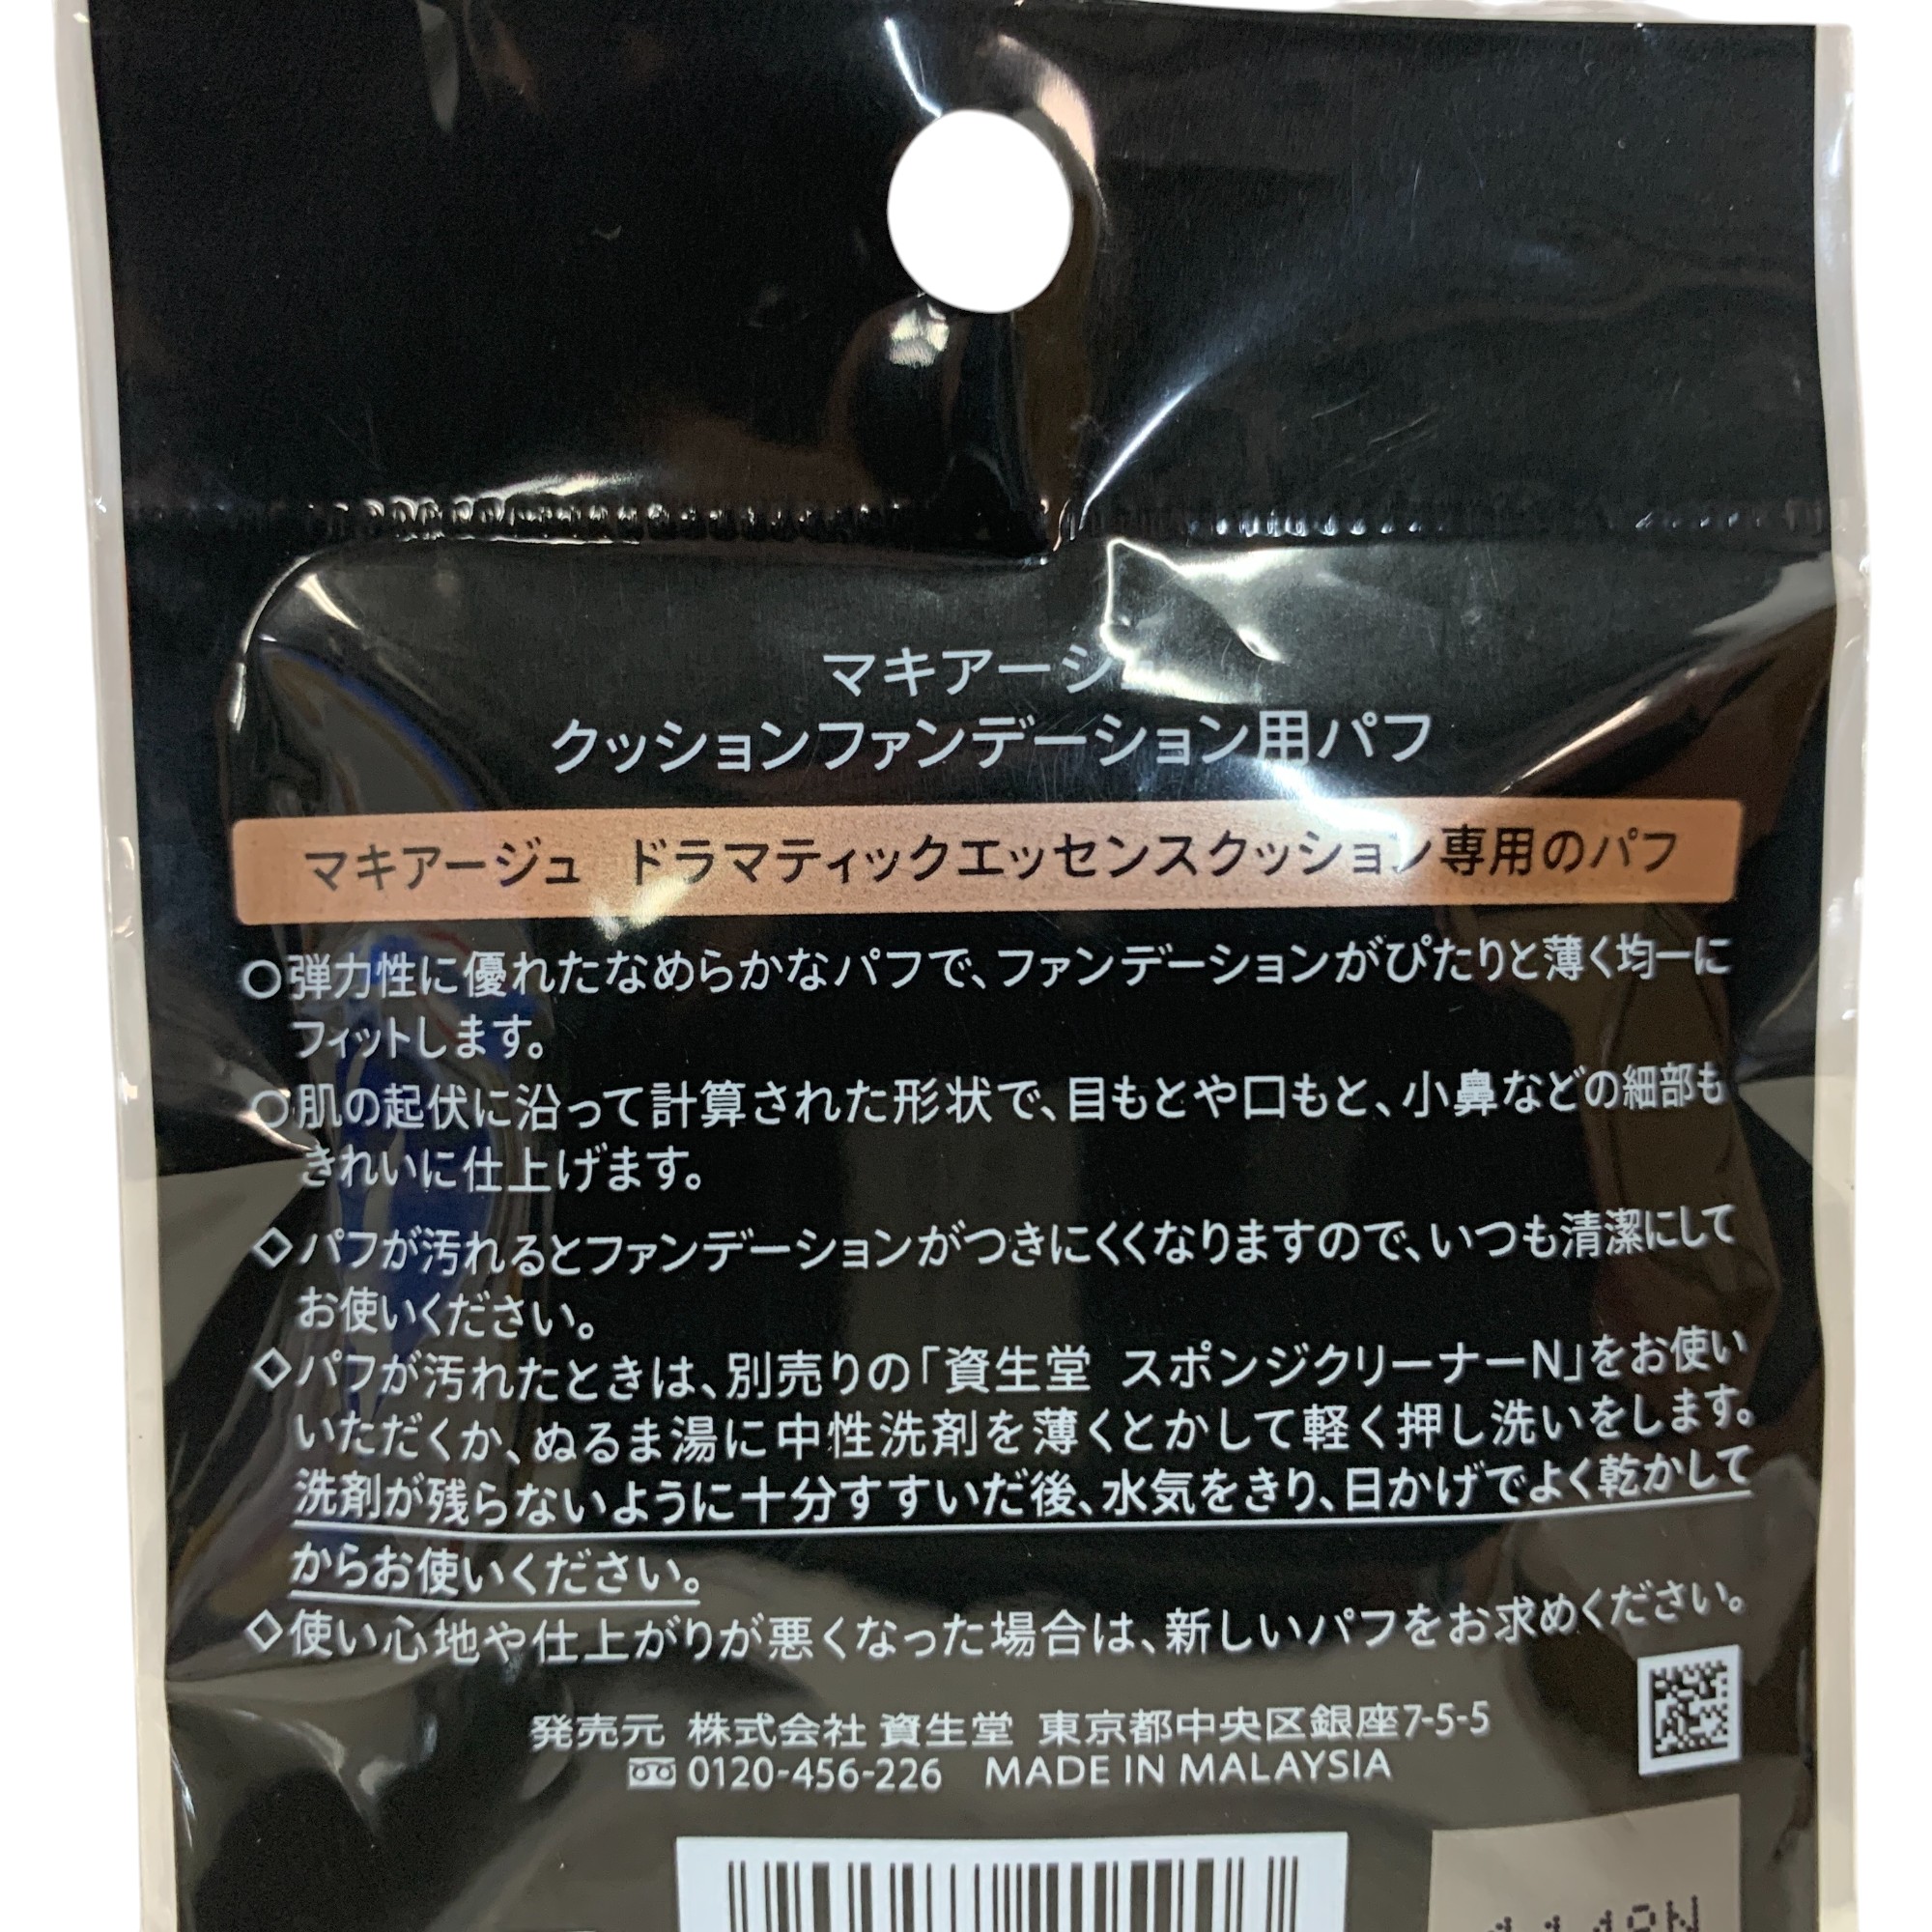 マキアージュ
クッションファンデーション用パフ
マキアージュ ドラマティックエッセンスクッション専用のパフ
○弾力性に優れたなめらかなパフで、ファンデーションがぴたりと薄く均一に
フィットします。
○肌の起伏に沿って計算された形状で、目もとや口もと、小鼻などの細部も
きれいに仕上げます。
◇パフが汚れるとファンデーションがつきにくくなりますので、いつも清潔にして
お使いください。
◇パフが汚れたときは、別売りの「資生堂 スポンジクリーナーN」をお使い
いただくか、ぬるま湯に中性洗剤を薄くとかして軽く押し洗いをします。
洗剤が残らないように十分すすいだ後、水気をきり、日かげでよく乾かして
からお使いください。
◇使い心地や仕上がりが悪くなった場合は、新しいパフをお求めください。
発売元 株式会社 資生堂 東京都中央区銀座7-5-5
0120-456-226 MADE IN MALAYSIA